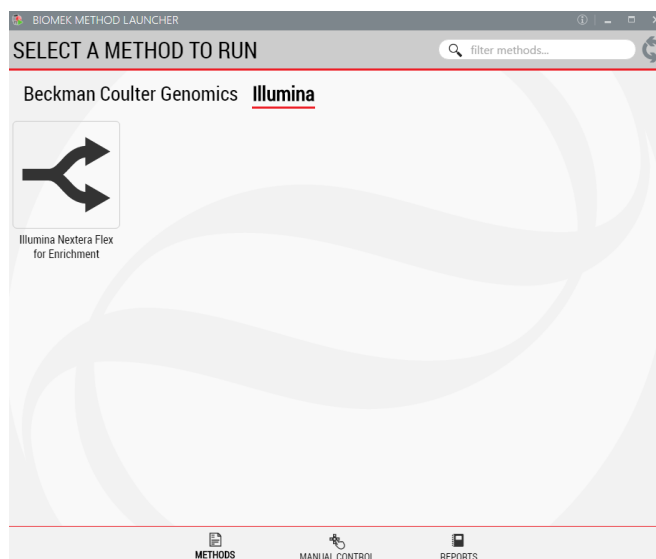 BIOMEK METHOD LAUNCHER
SELECT A METHOD TO RUN
filter methods...
Beckman Coulter Genomics Illumina
Illumina Nextera Flex
for Enrichment
METHODS
MANUAL CONTROL
REPORTS